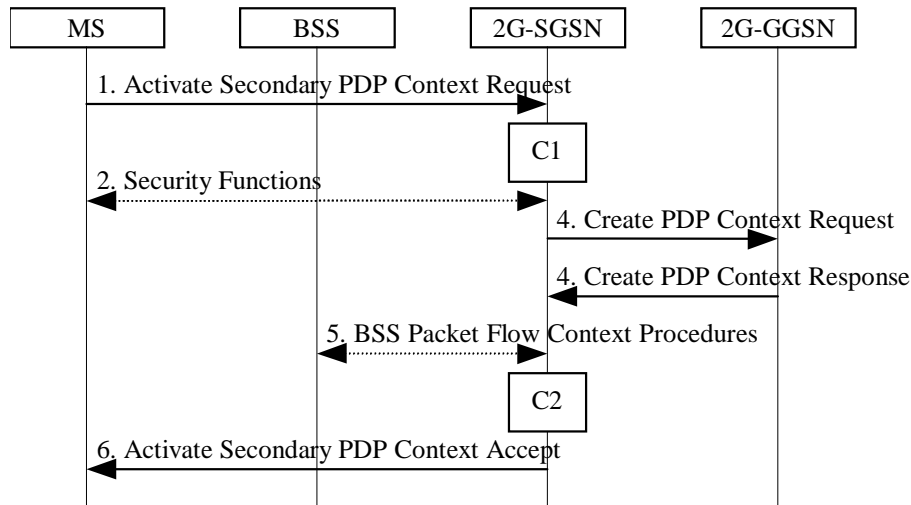 MS
BSS
2G-SGSN
2G-GGSN
1. Activate Secondary PDP Context Request
C1
2. Security Functions
4. Create PDP Context Request
4. Create PDP Context Response
5. BSS Packet Flow Context Procedures
C2
6. Activate Secondary PDP Context Accept